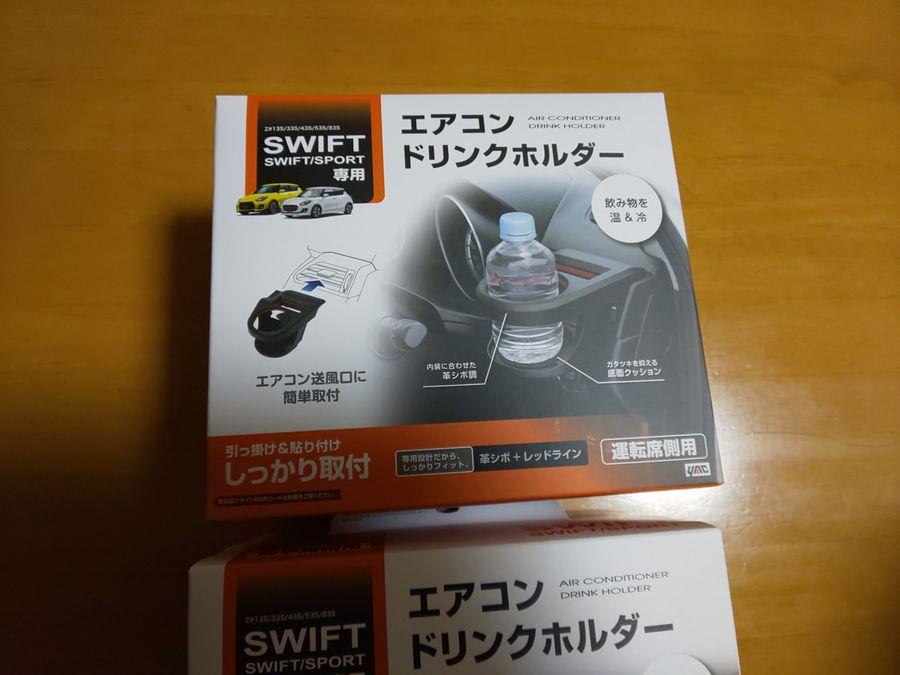 Z#13S/33S/43S/53S/83S
SWIFT
SWIFT/SPORT
専用
エアコン
ドリンクホルダー
AIR CONDITIONER
DRINK HOLDER
飲み物を
温&冷
エアコン送風口に
簡単取付
内装に合わせた
革シボ調
ガタツキを抑える
底面クッション
引っ掛け&貼り付け
しっかり取付
専用設計だから、
しっかりフィット。
革シボ+レッドライン
運転席側用
YAC
SWIFT/SPORT
Z#13S/33S/43S/53S/83S
SWIFT
SWIFT/SPORT
エアコン
ドリンクホルダー
AIR CONDITIONER
DRINK HOLDER